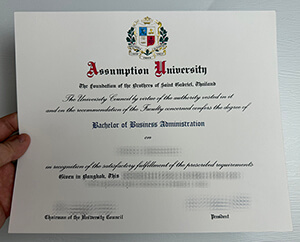 Assumption University
The Foundation of the Brothers of Saint Gabriel, Thailand
The University Council by virtue of the authority vested in it
and on the recommendation of the Faculty concerned confers the degree of
Bachelor of Business Administration
on
in recognition of the satisfactory fulfillment of the prescribed requirements
Given in Bangkok, This
Chairman of the University Council President